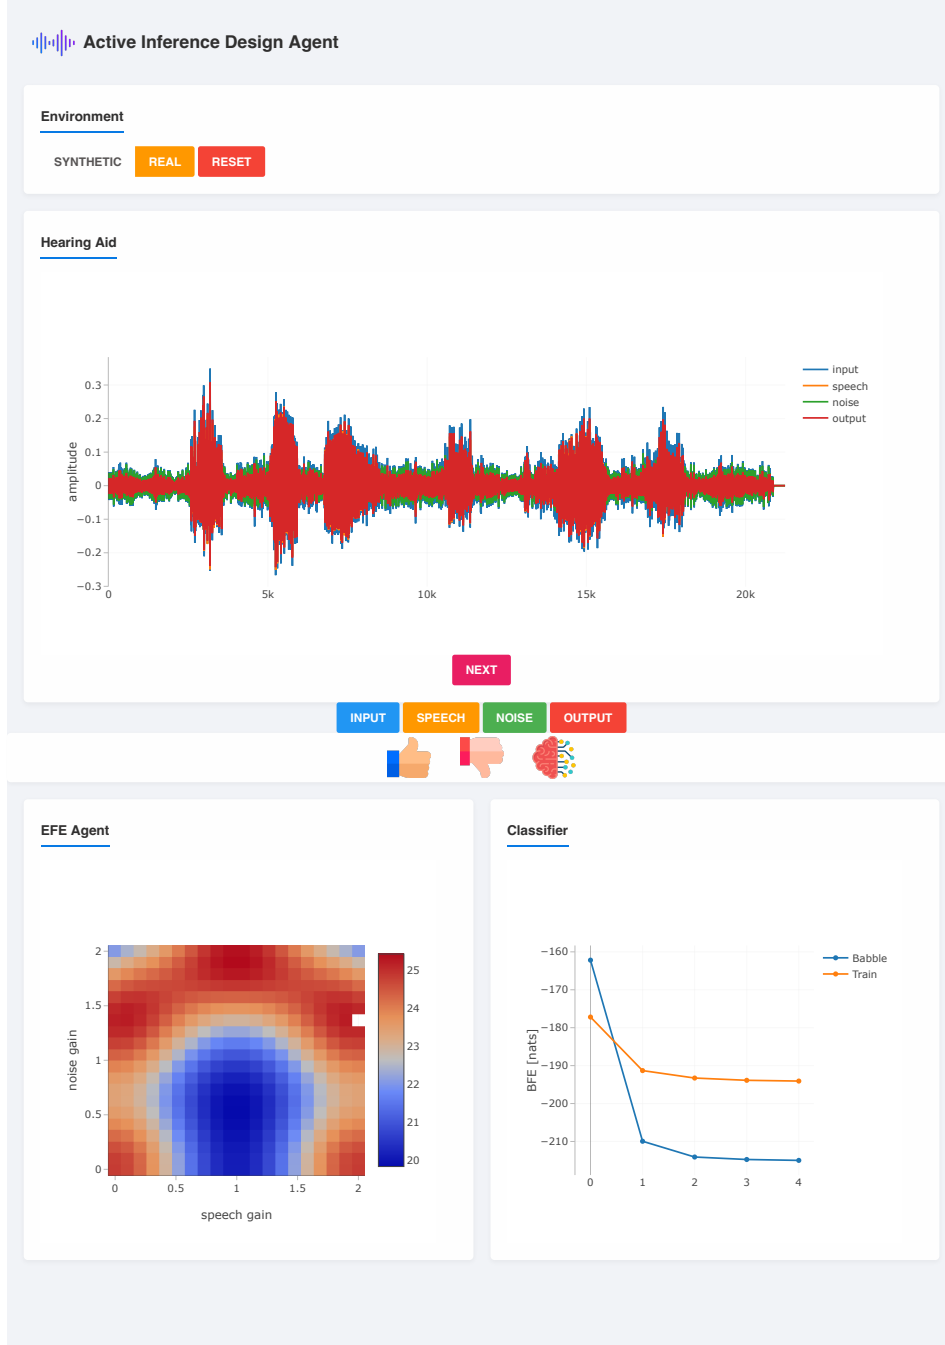 Active Inference Design Agent
Environment
SYNTHETIC REAL RESET
Hearing Aid
amplitude
0.3
0.2
0.1
0
−0.1
−0.2
−0.3
0 5k 10k 15k 20k
input
speech
noise
output
NEXT
INPUT SPEECH NOISE OUTPUT
EFE Agent
noise gain
2
1.5
1
0.5
0
0 0.5 1 1.5 2
speech gain
25
24
23
22
21
20
Classifier
BFE [nats]
−160
−170
−180
−190
−200
−210
0 1 2 3 4
Babble
Train